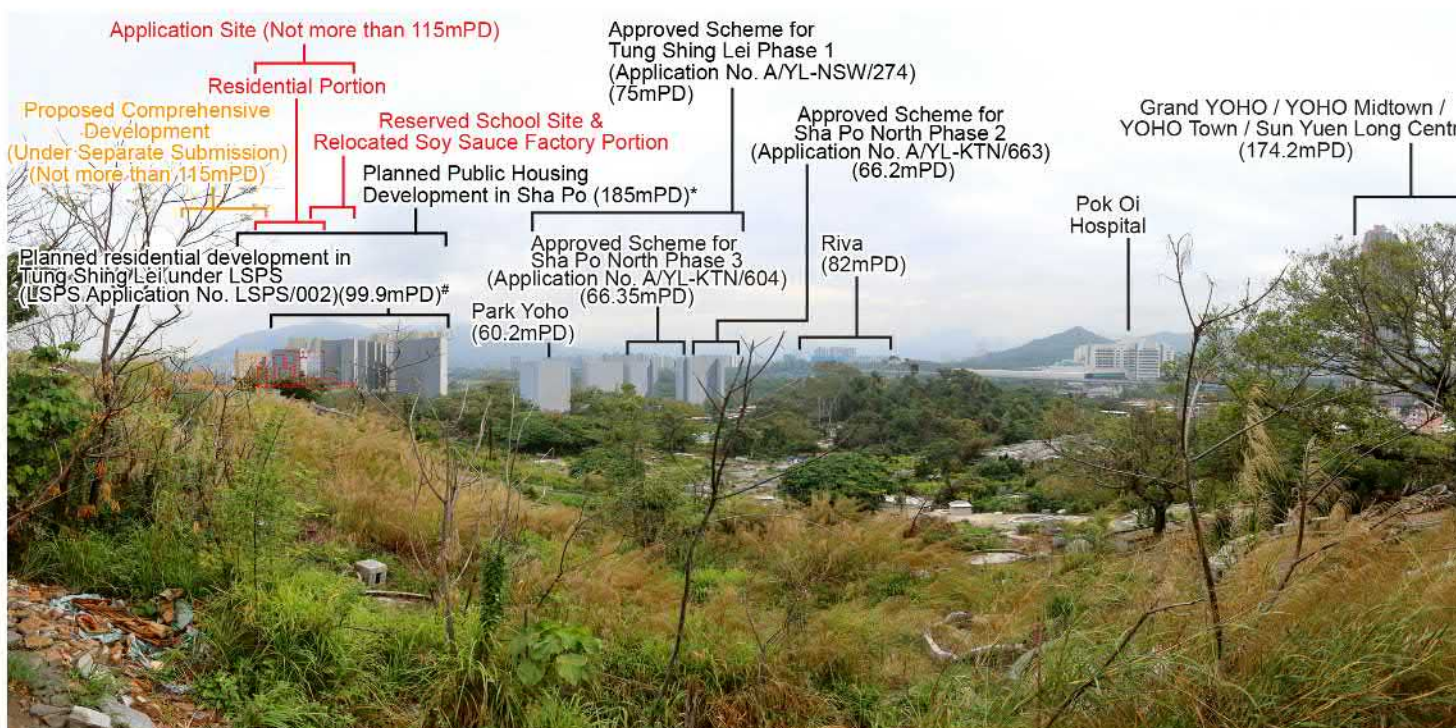 Application Site (Not more than 115mPD)
Residential Portion
Proposed Comprehensive
Development
(Under Separate Submission)
(Not more than 115mPD)
Reserved School Site &
Relocated Soy Sauce Factory Portion
Planned Public Housing
Development in Sha Po (185mPD)*
Planned residential development in
Tung Shing Lei under LSPS
(LSPS Application No. LSPS/002)(99.9mPD)#
Approved Scheme for
Tung Shing Lei Phase 1
(Application No. A/YL-NSW/274)
(75mPD)
Approved Scheme for
Sha Po North Phase 3
(Application No. A/YL-KTN/604)
(66.35mPD)
Park Yoho
(60.2mPD)
Approved Scheme for
Sha Po North Phase 2
(Application No. A/YL-KTN/663)
(66.2mPD)
Riva
(82mPD)
Pok Oi
Hospital
Grand YOHO / YOHO Midtown /
YOHO Town / Sun Yuen Long Centr
(174.2mPD)